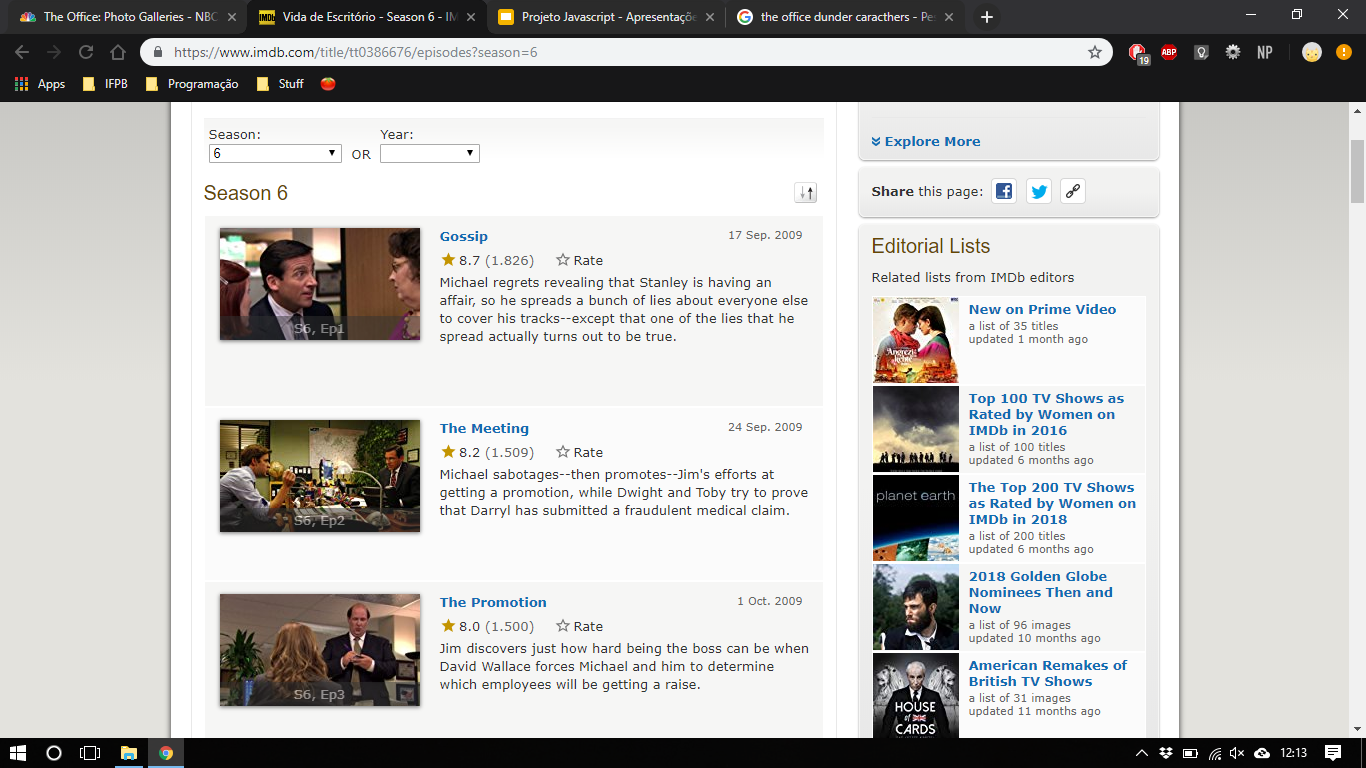 The Office: Photo Galleries - NBC
Vida de Escritório - Season 6 - IM
Projeto Javascript - Apresentaçõe
the office dunder caracthers - Pes
https://www.imdb.com/title/tt0386676/episodes?season=6
19
ABP
NP
Apps
IFPB
Programação
Stuff
Season:
Year:
6
OR
Season 6
S6, Ep1
Gossip
17 Sep. 2009
8.7 (1.826)
Rate
Michael regrets revealing that Stanley is having an
affair, so he spreads a bunch of lies about everyone else
to cover his tracks--except that one of the lies that he
spread actually turns out to be true.
S6, Ep2
The Meeting
24 Sep. 2009
8.2 (1.509)
Rate
Michael sabotages--then promotes--Jim's efforts at
getting a promotion, while Dwight and Toby try to prove
that Darryl has submitted a fraudulent medical claim.
S6, Ep3
The Promotion
1 Oct. 2009
8.0 (1.500)
Rate
Jim discovers just how hard being the boss can be when
David Wallace forces Michael and him to determine
which employees will be getting a raise.
Explore More
Share this page:
Editorial Lists
Related lists from IMDb editors
New on Prime Video
a list of 35 titles
updated 1 month ago
Top 100 TV Shows as
Rated by Women on
IMDb in 2016
a list of 100 titles
updated 6 months ago
planet earth
The Top 200 TV Shows
as Rated by Women on
IMDb in 2018
a list of 200 titles
updated 6 months ago
2018 Golden Globe
Nominees Then and
Now
a list of 96 images
updated 10 months ago
HOUSE
of
CARDS
American Remakes of
British TV Shows
a list of 31 images
updated 11 months ago
12:13